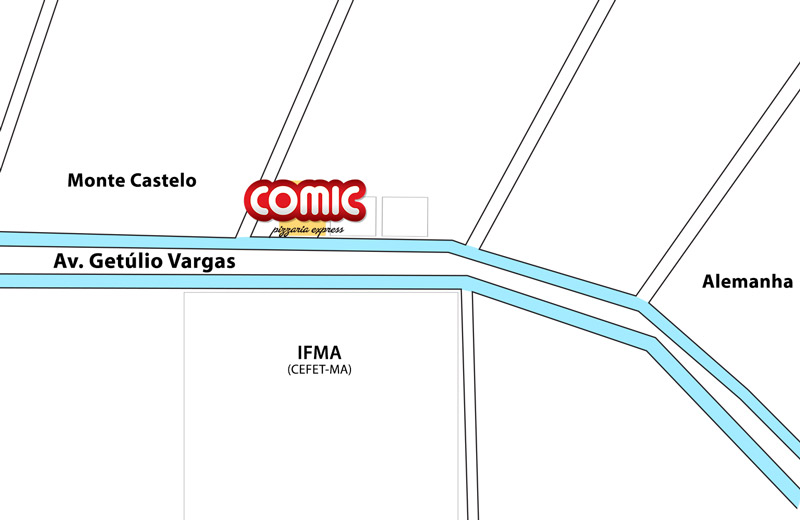 Monte Castelo
COMIC
pizzaria express
Av. Getúlio Vargas
Alemanha
IFMA
(CEFET-MA)